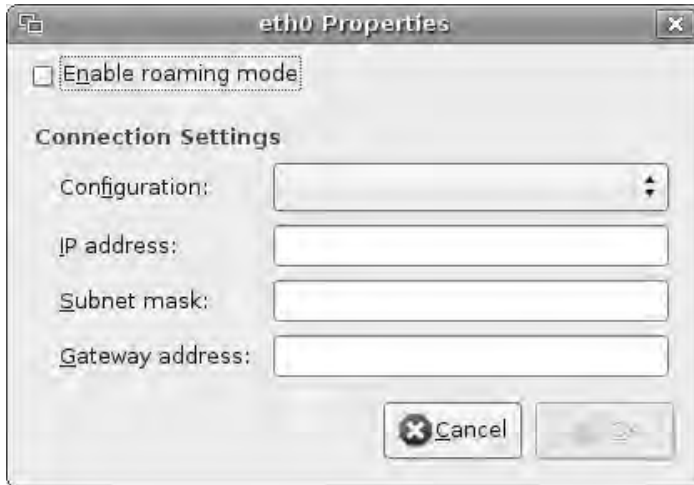 eth0 Properties
Enable roaming mode
Connection Settings
Configuration:
IP address:
Subnet mask:
Gateway address:
Cancel